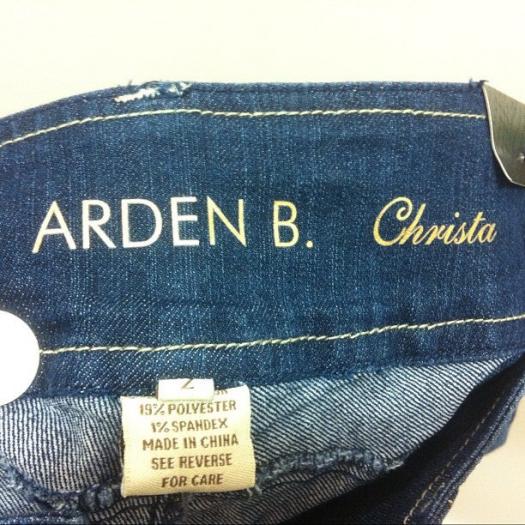 ARDEN B. Christa
2
19% POLYESTER
1% SPANDEX
MADE IN CHINA
SEE REVERSE
FOR CARE